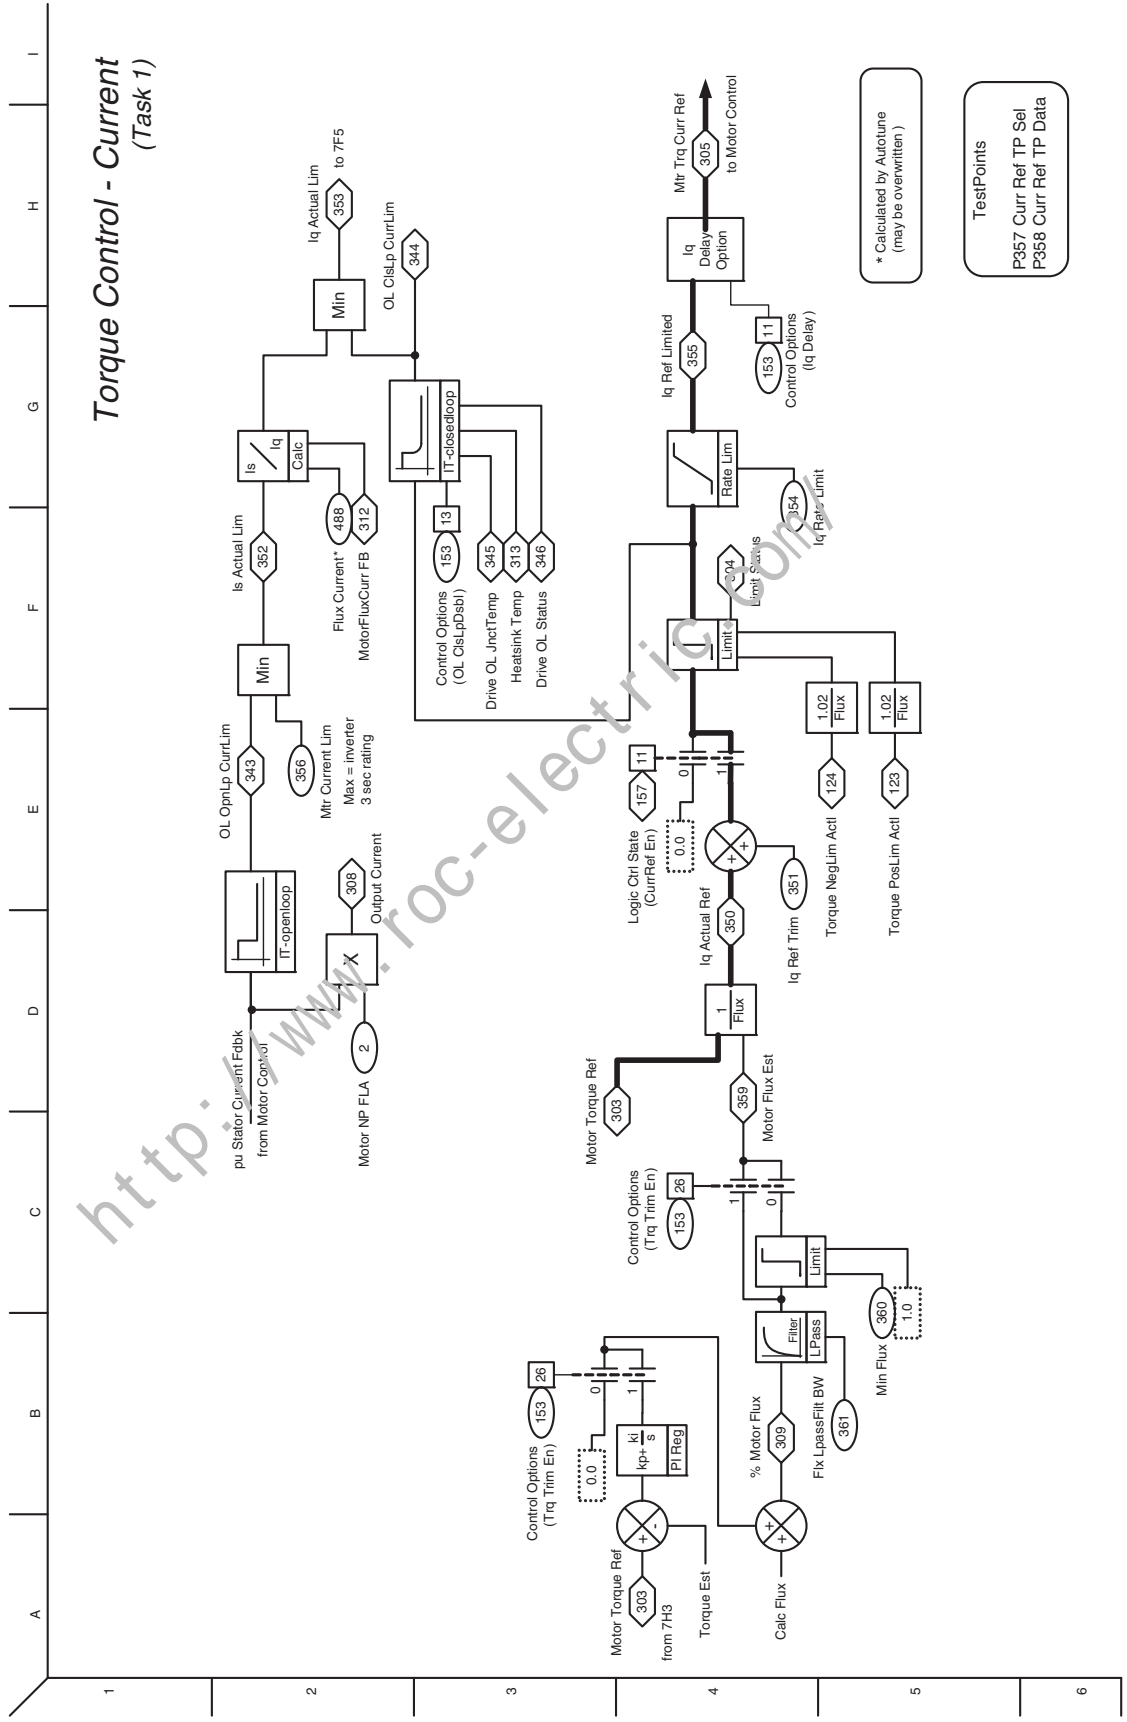 Torque Control - Current
(Task 1)
A
B
C
D
E
F
G
H
I
1
2
3
4
5
6
pu Stator Current Fdbk
from Motor Control
IT-openloop
OL OpnLp CurrLim
343
Motor NP FLA
2
X
308
Output Current
356
Mtr Current Lim
Max = inverter
3 sec rating
Min
Is Actual Lim
352
Is
Iq
Calc
488
Flux Current*
312
MotorFluxCurr FB
Min
Iq Actual Lim
353
to 7F5
OL ClsLp CurrLim
344
IT-closedloop
13
153
Control Options
(OL ClsLpDsbl)
345
Drive OL JnctTemp
313
Heatsink Temp
346
Drive OL Status
Motor Torque Ref
303
from 7H3
Torque Est
+
-
kp+
ki
s
PI Reg
0.0
Control Options
(Trq Trim En)
153
26
0
1
Calc Flux
+
+
% Motor Flux
309
Filter
LPass
Flx LpassFilt BW
361
Limit
Min Flux
360
1.0
Control Options
(Trq Trim En)
153
26
1
0
Motor Torque Ref
303
359
Motor Flux Est
1
Flux
Iq Actual Ref
350
+
+
351
Iq Ref Trim
Logic Ctrl State
(CurrRef En)
157
11
0.0
0
1
Limit
304
Limit Status
1.02
Flux
124
Torque NegLim Actl
1.02
Flux
123
Torque PosLim Actl
Rate Lim
354
Iq Rate Limit
Iq Ref Limited
355
Iq
Delay
Option
11
153
Control Options
(Iq Delay)
Mtr Trq Curr Ref
305
to Motor Control
* Calculated by Autotune
(may be overwritten )
TestPoints
P357 Curr Ref TP Sel
P358 Curr Ref TP Data
http://www.roc-electric.com/